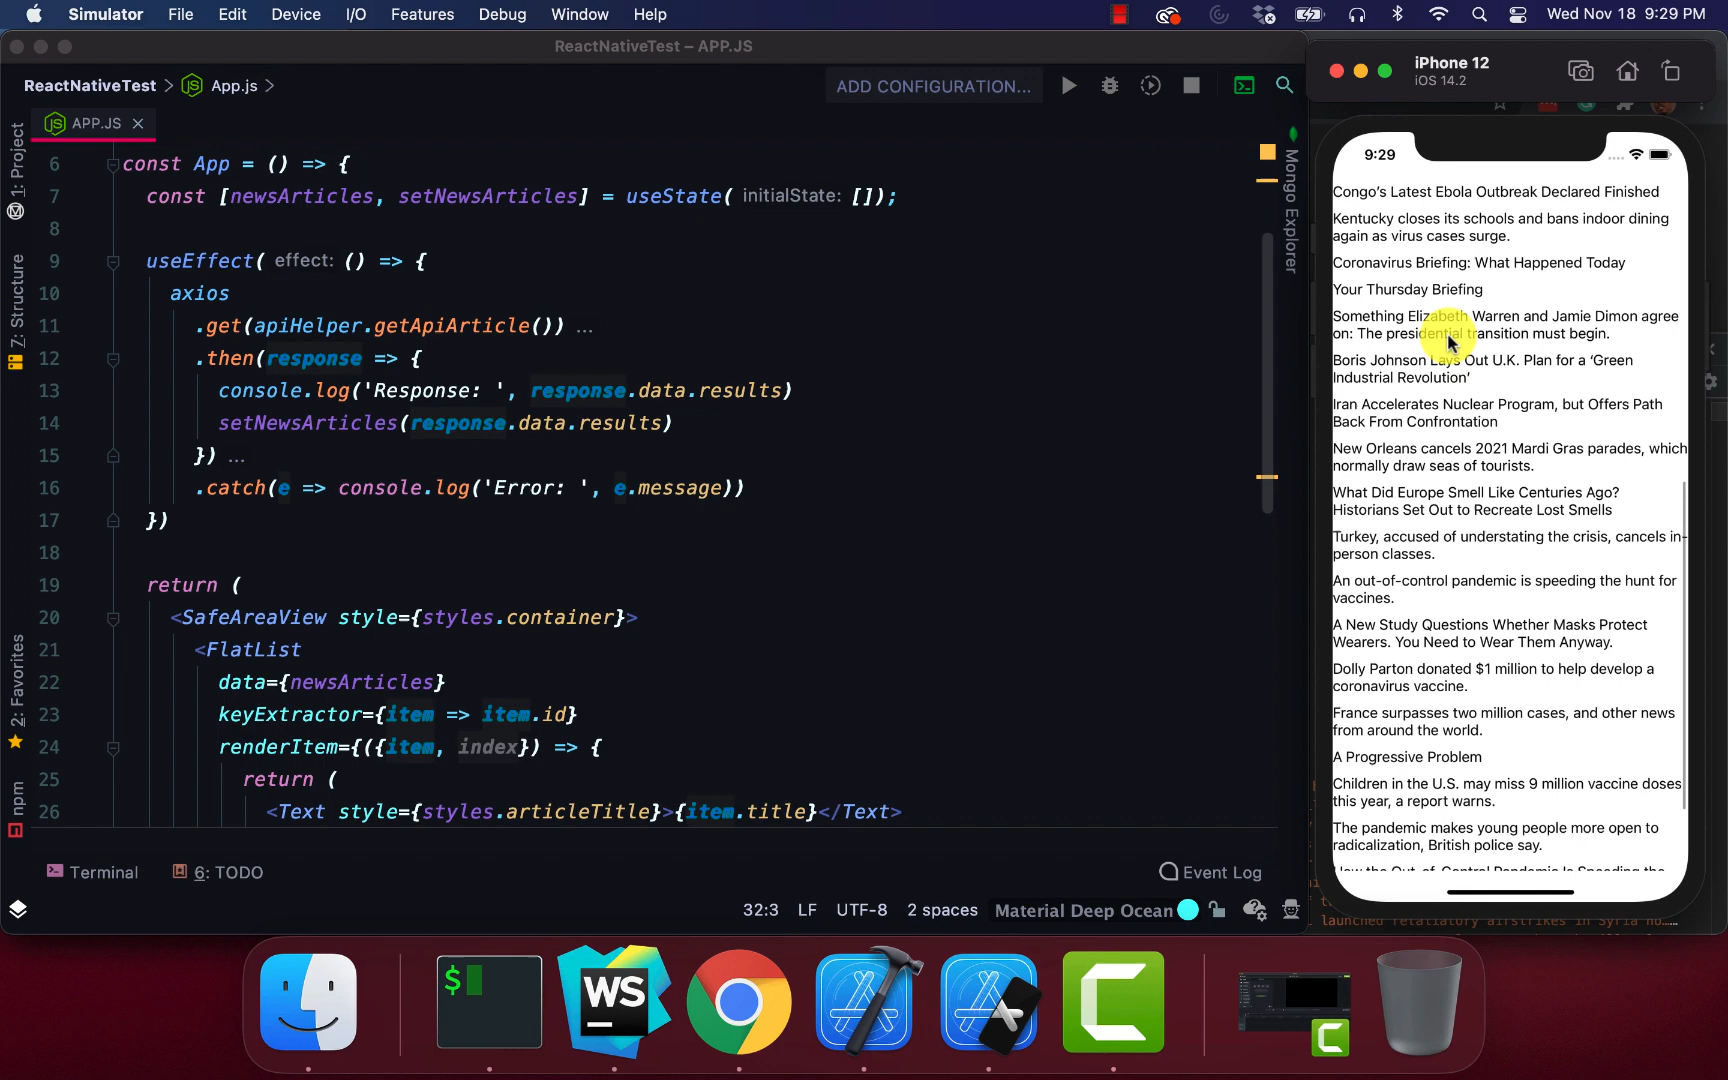 Simulator File Edit Device I/O Features Debug Window Help Wed Nov 18 9:29 PM
ReactNativeTest – APP.JS
ReactNativeTest > App.js >
ADD CONFIGURATION...
APP.JS
1: Project
7: Structure
2: Favorites
npm
6 const App = () => {
7 const [newsArticles, setNewsArticles] = useState( initialState: []);
8
9 useEffect( effect: () => {
10 axios
11 .get(apiHelper.getApiArticle()) ...
12 .then(response => {
13 console.log('Response: ', response.data.results)
14 setNewsArticles(response.data.results)
15 }) ...
16 .catch(e => console.log('Error: ', e.message))
17 })
18
19 return (
20 <SafeAreaView style={styles.container}>
21 <FlatList
22 data={newsArticles}
23 keyExtractor={item => item.id}
24 renderItem={({item, index}) => {
25 return (
26 <Text style={styles.articleTitle}>{item.title}</Text>
Mongo Explorer
Terminal
6: TODO
Event Log
32:3 LF UTF-8 2 spaces Material Deep Ocean
iPhone 12
iOS 14.2
9:29
Congo's Latest Ebola Outbreak Declared Finished
Kentucky closes its schools and bans indoor dining
again as virus cases surge.
Coronavirus Briefing: What Happened Today
Your Thursday Briefing
Something Elizabeth Warren and Jamie Dimon agree
on: The presidential transition must begin.
Boris Johnson Lays Out U.K. Plan for a ‘Green
Industrial Revolution’
Iran Accelerates Nuclear Program, but Offers Path
Back From Confrontation
New Orleans cancels 2021 Mardi Gras parades, which
normally draw seas of tourists.
What Did Europe Smell Like Centuries Ago?
Historians Set Out to Recreate Lost Smells
Turkey, accused of understating the crisis, cancels in-
person classes.
An out-of-control pandemic is speeding the hunt for
vaccines.
A New Study Questions Whether Masks Protect
Wearers. You Need to Wear Them Anyway.
Dolly Parton donated $1 million to help develop a
coronavirus vaccine.
France surpasses two million cases, and other news
from around the world.
A Progressive Problem
Children in the U.S. may miss 9 million vaccine doses
this year, a report warns.
The pandemic makes young people more open to
radicalization, British police say.
How the Out-of-Control Pandemic Is Speeding the
launched retaliatory airstrikes in Syria
$
WS